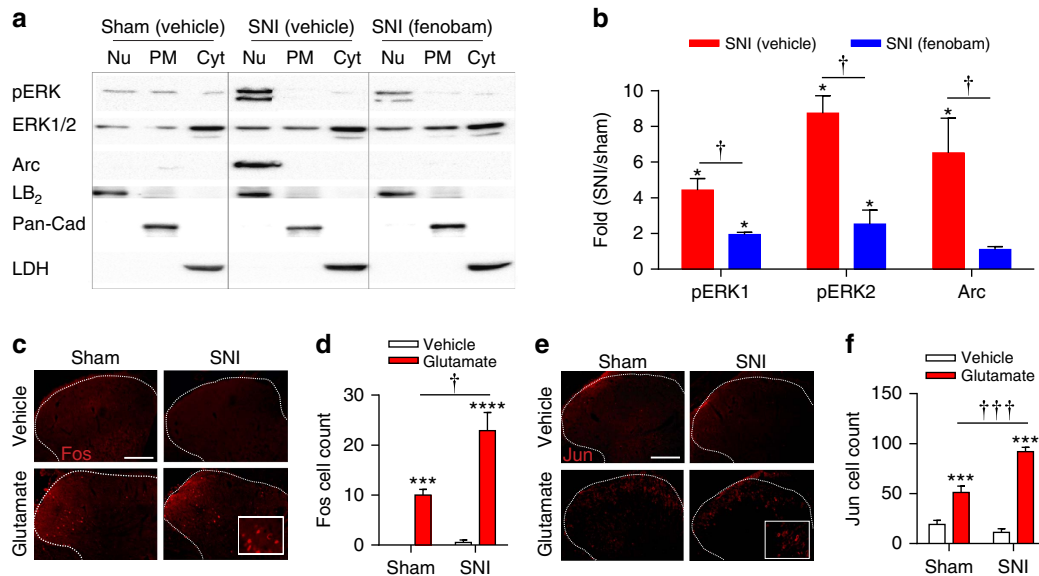 a
Sham (vehicle) SNI (vehicle) SNI (fenobam)
Nu PM Cyt Nu PM Cyt Nu PM Cyt
pERK
ERK1/2
Arc
LB2
Pan-Cad
LDH
b
SNI (vehicle) SNI (fenobam)
Fold (SNI/sham)
10
8
6
4
2
0
† † †
* * * * *
pERK1 pERK2 Arc
c
Sham SNI
Vehicle
Fos
Glutamate
d
Vehicle
Glutamate
Fos cell count
30
20
10
0
†
*** ****
Sham SNI
e
Sham SNI
Vehicle
Jun
Glutamate
f
Vehicle
Glutamate
Jun cell count
150
100
50
0
†††
*** ***
Sham SNI